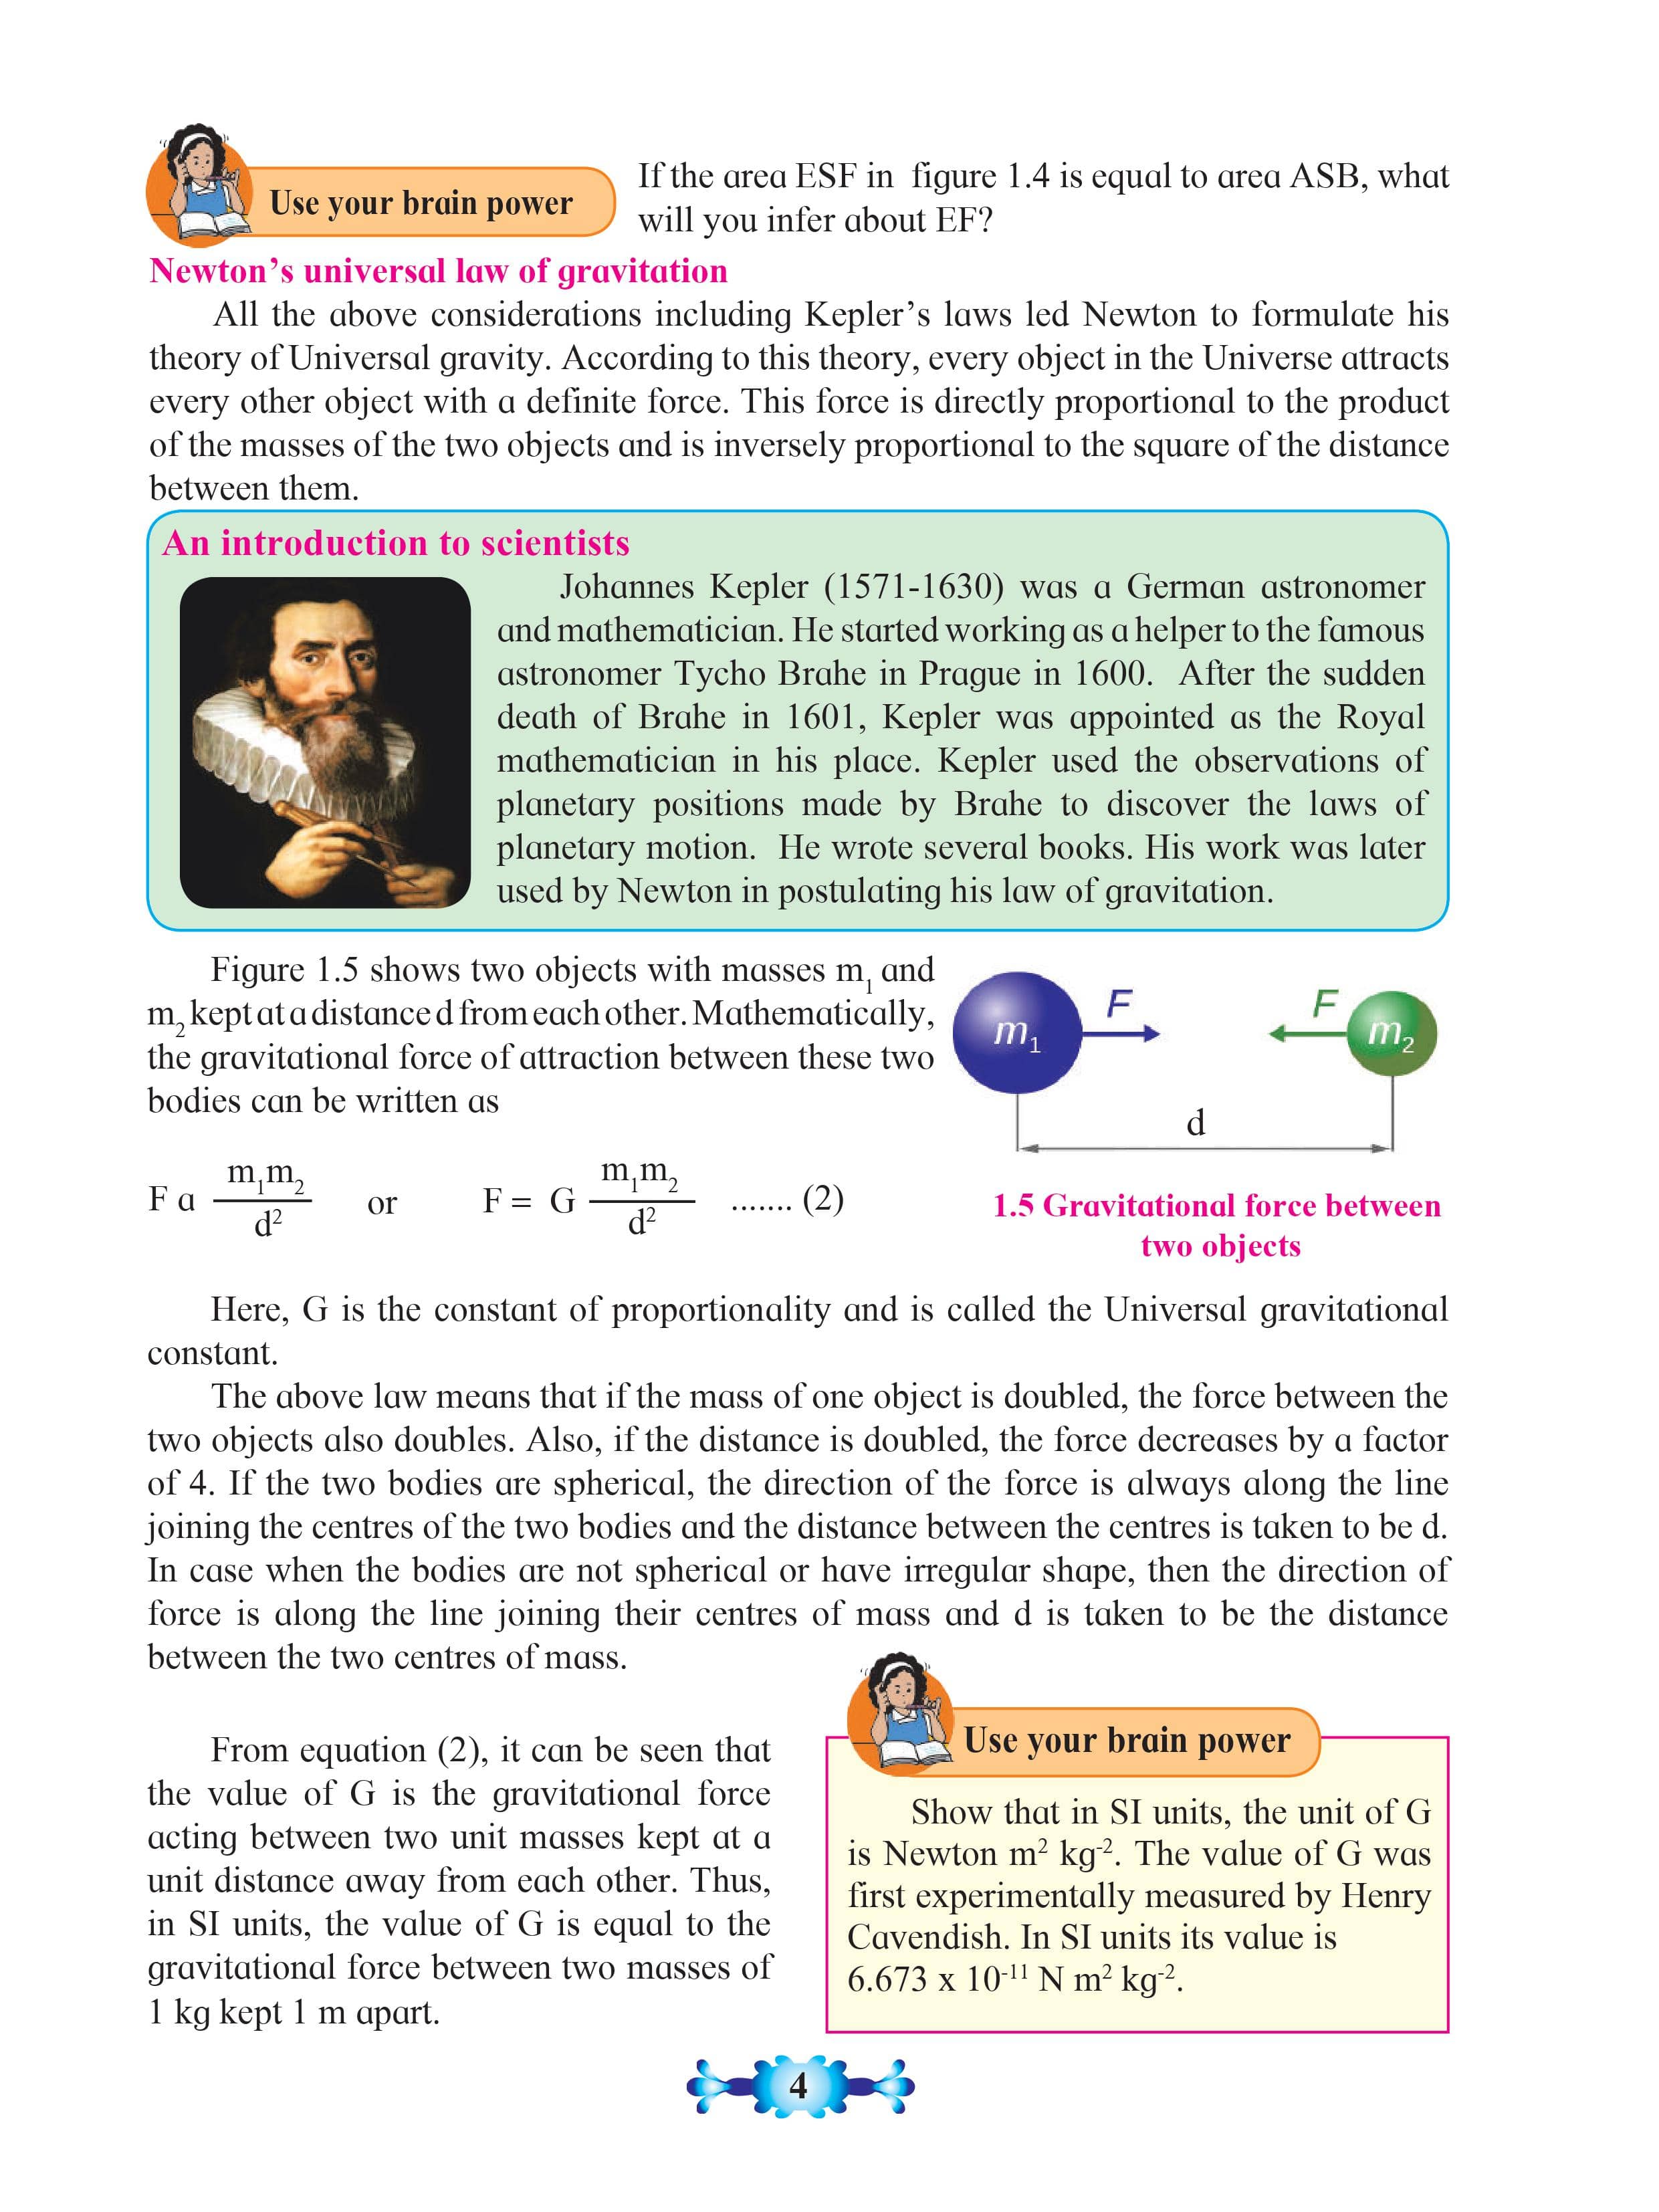 Use your brain power
If the area ESF in figure 1.4 is equal to area ASB, what
will you infer about EF?
Newton's universal law of gravitation
All the above considerations including Kepler's laws led Newton to formulate his
theory of Universal gravity. According to this theory, every object in the Universe attracts
every other object with a definite force. This force is directly proportional to the product
of the masses of the two objects and is inversely proportional to the square of the distance
between them.
An introduction to scientists
Johannes Kepler (1571-1630) was a German astronomer
and mathematician. He started working as a helper to the famous
astronomer Tycho Brahe in Prague in 1600. After the sudden
death of Brahe in 1601, Kepler was appointed as the Royal
mathematician in his place. Kepler used the observations of
planetary positions made by Brahe to discover the laws of
planetary motion. He wrote several books. His work was later
used by Newton in postulating his law of gravitation.
Figure 1.5 shows two objects with masses m₁ and
m₂ kept at a distance d from each other. Mathematically,
the gravitational force of attraction between these two
bodies can be written as
F a m₁m₂ / d² or F = G m₁m₂ / d² ....... (2)
m₁ F F m₂
d
1.5 Gravitational force between
two objects
Here, G is the constant of proportionality and is called the Universal gravitational
constant.
The above law means that if the mass of one object is doubled, the force between the
two objects also doubles. Also, if the distance is doubled, the force decreases by a factor
of 4. If the two bodies are spherical, the direction of the force is always along the line
joining the centres of the two bodies and the distance between the centres is taken to be d.
In case when the bodies are not spherical or have irregular shape, then the direction of
force is along the line joining their centres of mass and d is taken to be the distance
between the two centres of mass.
From equation (2), it can be seen that
the value of G is the gravitational force
acting between two unit masses kept at a
unit distance away from each other. Thus,
in SI units, the value of G is equal to the
gravitational force between two masses of
1 kg kept 1 m apart.
Use your brain power
Show that in SI units, the unit of G
is Newton m² kg⁻². The value of G was
first experimentally measured by Henry
Cavendish. In SI units its value is
6.673 x 10⁻¹¹ N m² kg⁻².
4